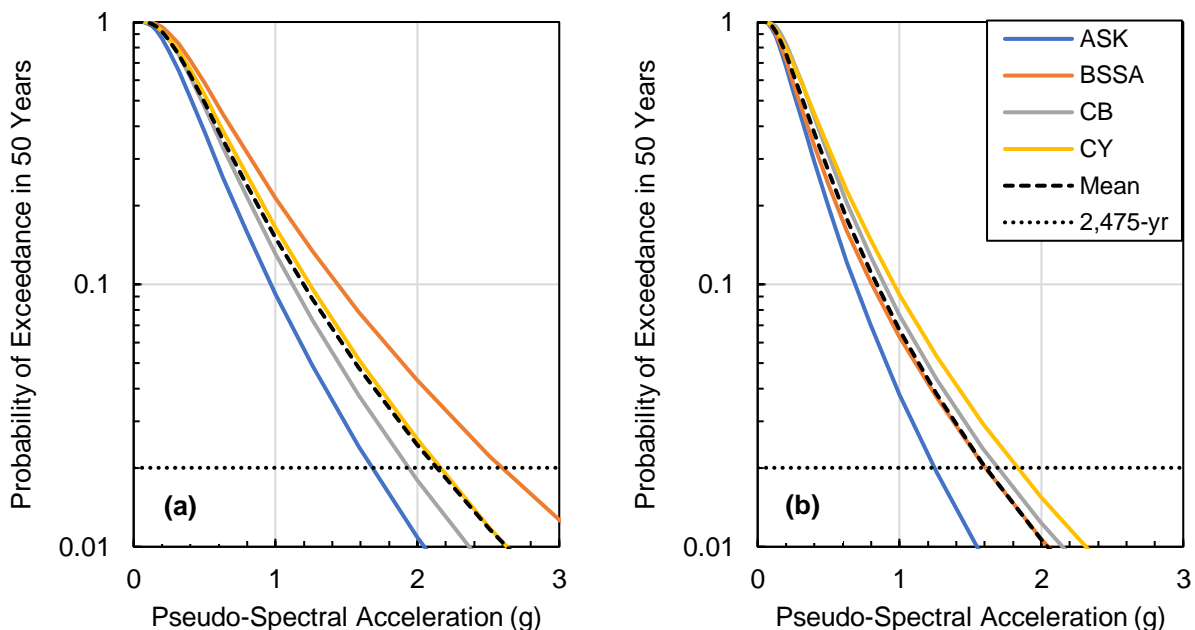 Probability of Exceedance in 50 Years
1
0.1
0.01
(a)
0
1
2
3
Pseudo-Spectral Acceleration (g)
Probability of Exceedance in 50 Years
1
0.1
0.01
ASK
BSSA
CB
CY
Mean
2,475-yr
(b)
0
1
2
3
Pseudo-Spectral Acceleration (g)